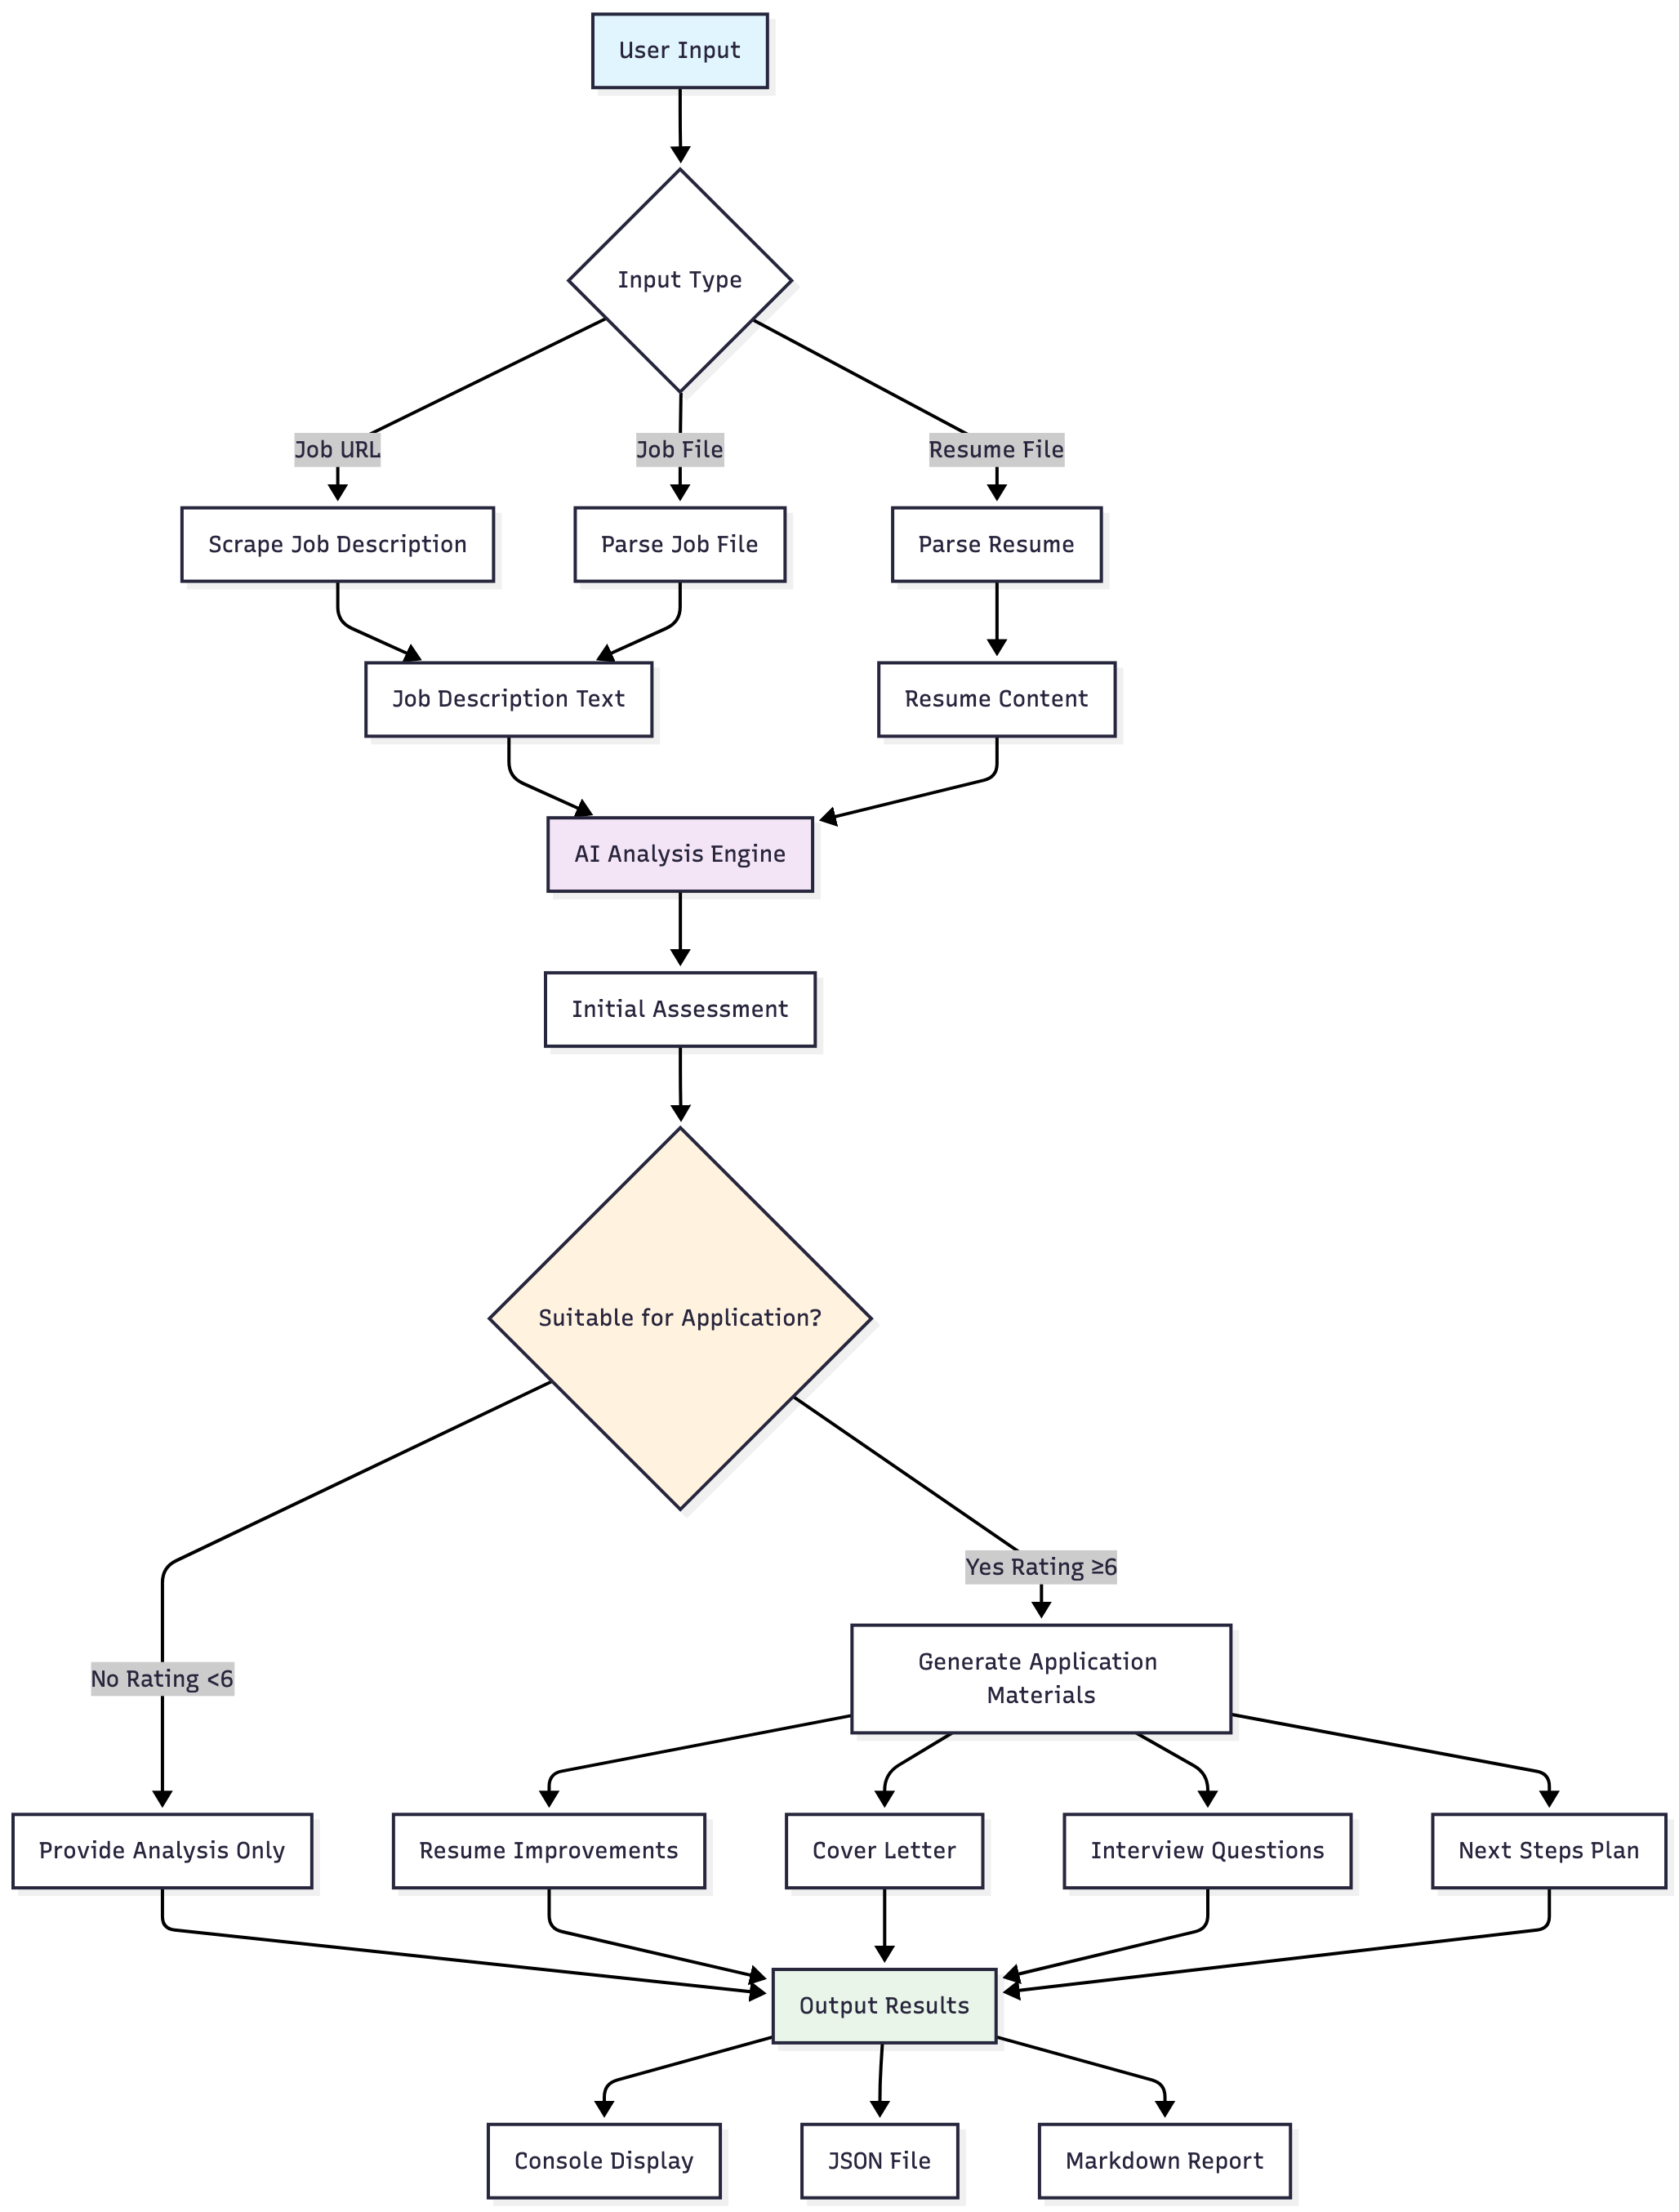 User Input
Input Type
Job URL
Job File
Resume File
Scrape Job Description
Parse Job File
Parse Resume
Job Description Text
Resume Content
AI Analysis Engine
Initial Assessment
Suitable for Application?
Yes Rating ≥6
No Rating <6
Generate Application
Materials
Provide Analysis Only
Resume Improvements
Cover Letter
Interview Questions
Next Steps Plan
Output Results
Console Display
JSON File
Markdown Report